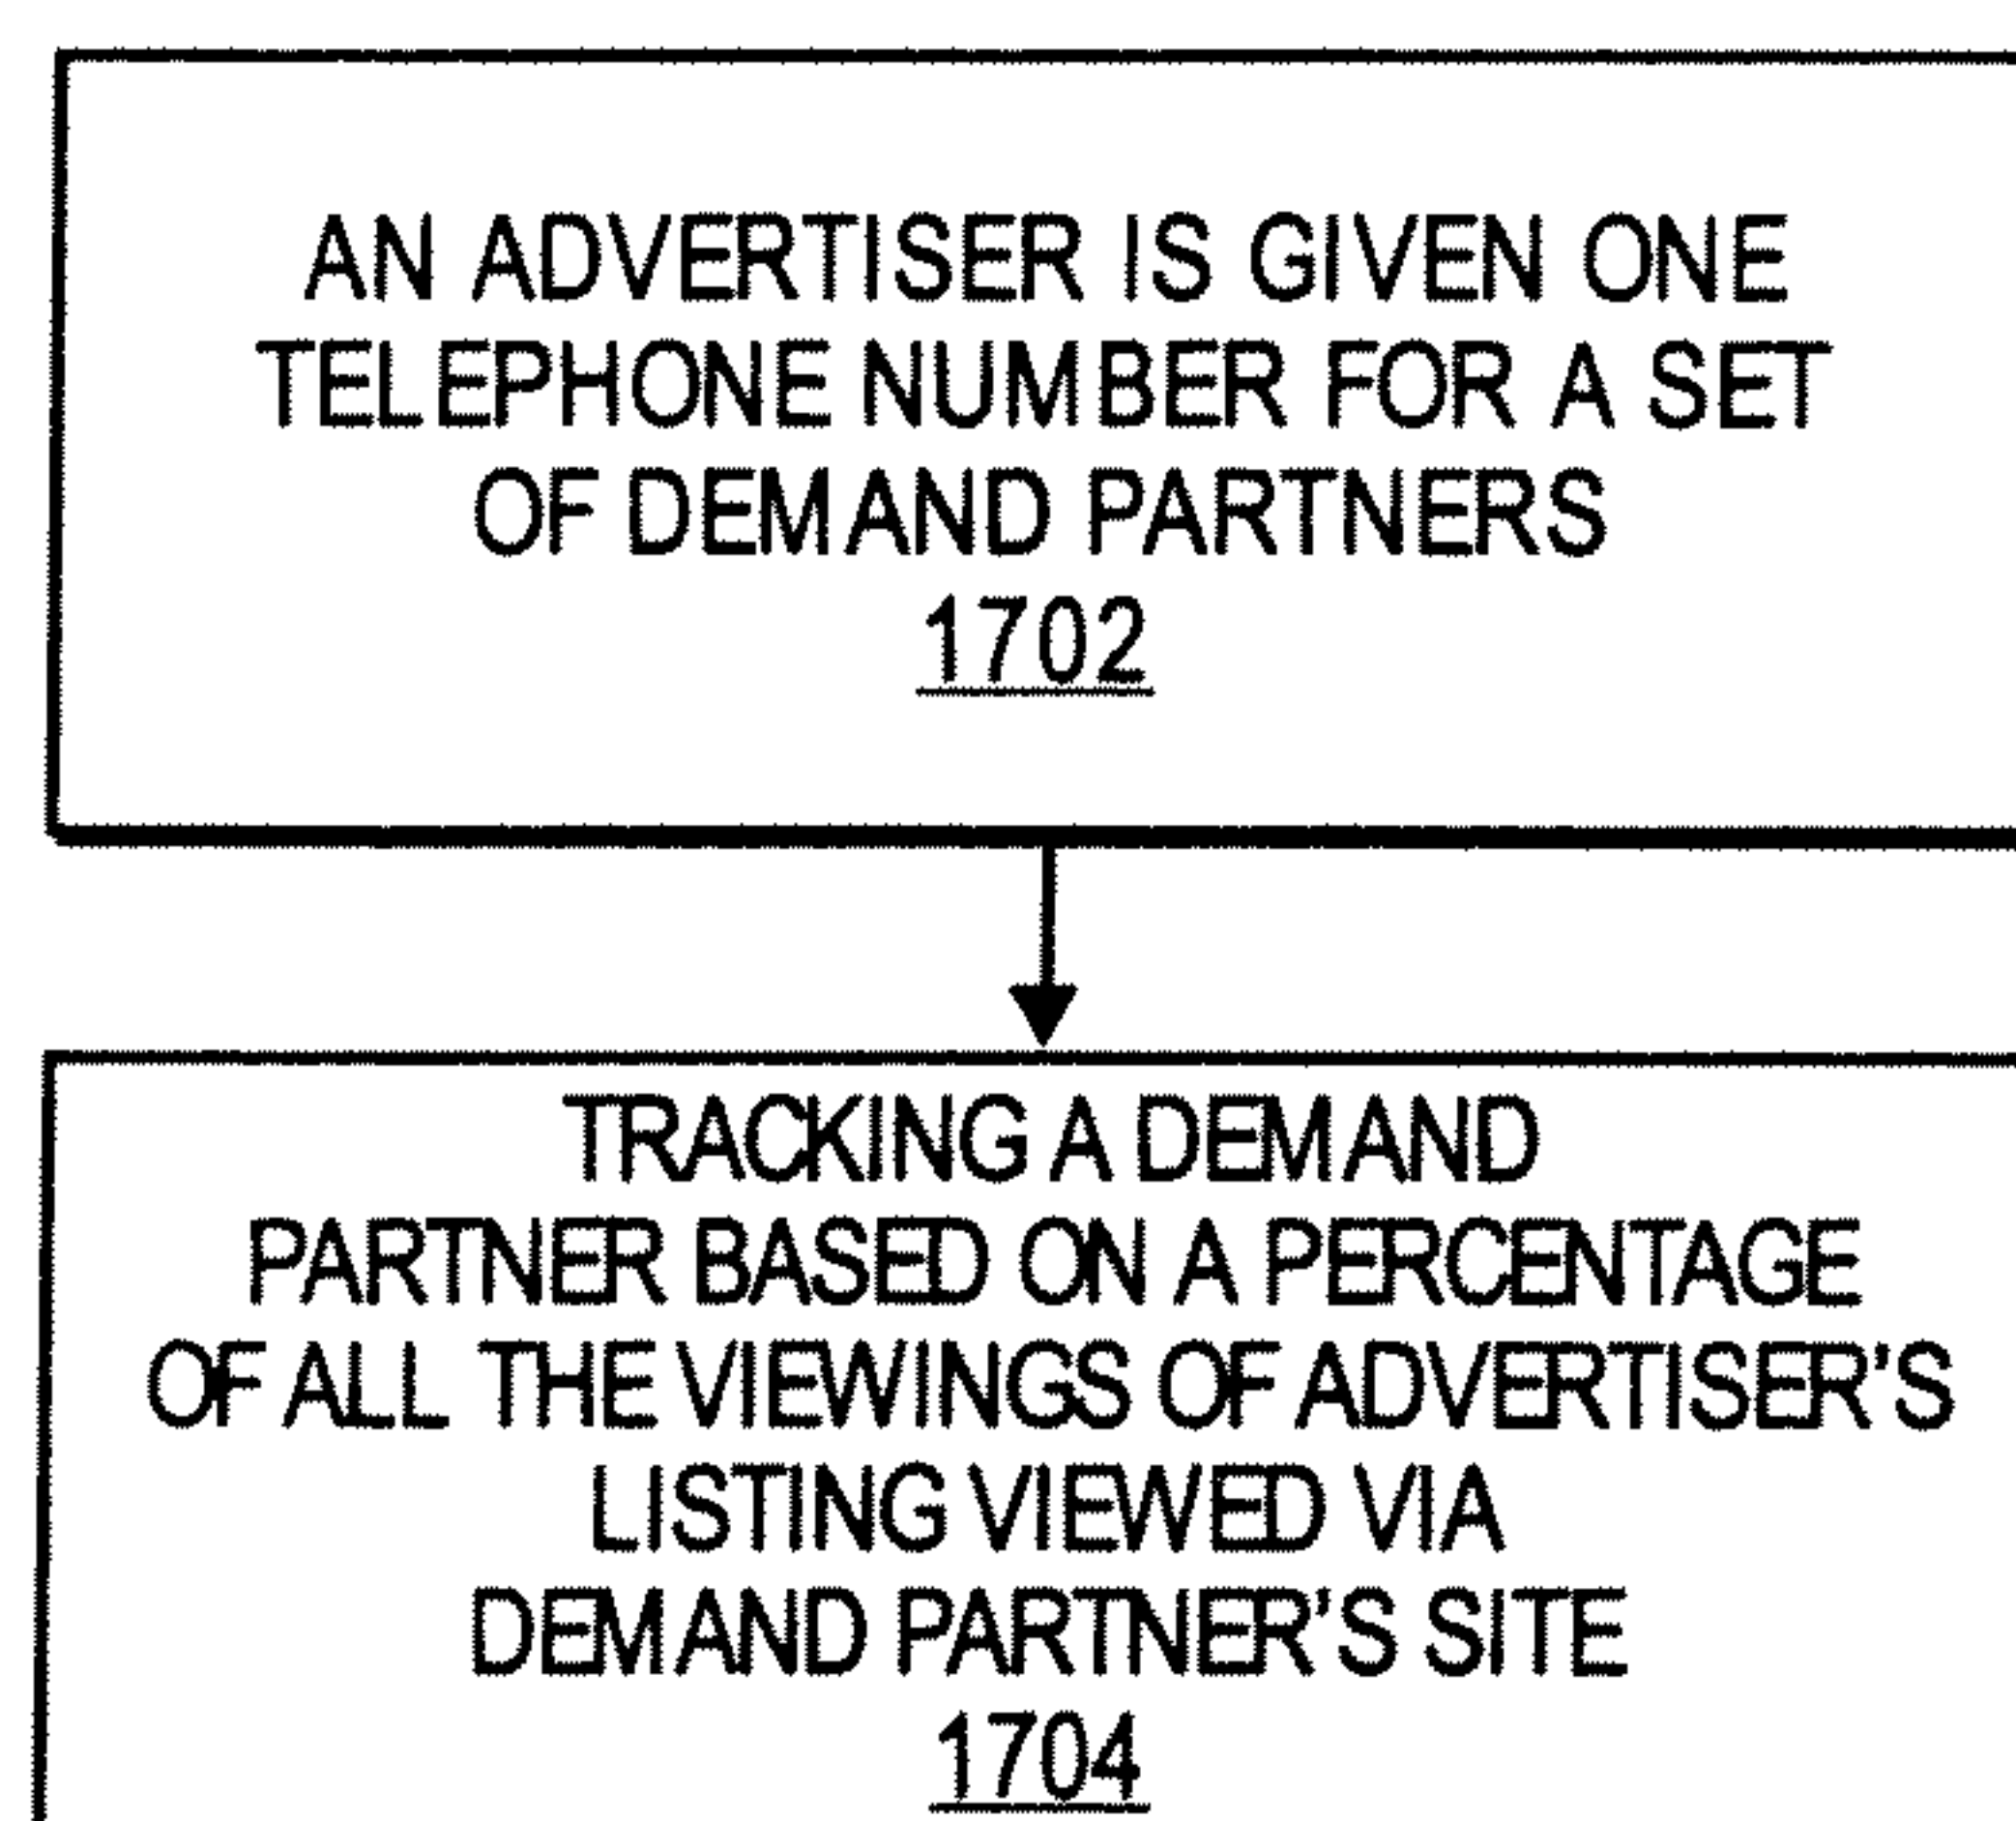 AN ADVERTISER IS GIVEN ONE
TELEPHONE NUMBER FOR A SET
OF DEMAND PARTNERS
1702
TRACKING A DEMAND
PARTNER BASED ON A PERCENTAGE
OF ALL THE VIEWINGS OF ADVERTISER'S
LISTING VIEWED VIA
DEMAND PARTNER'S SITE
1704